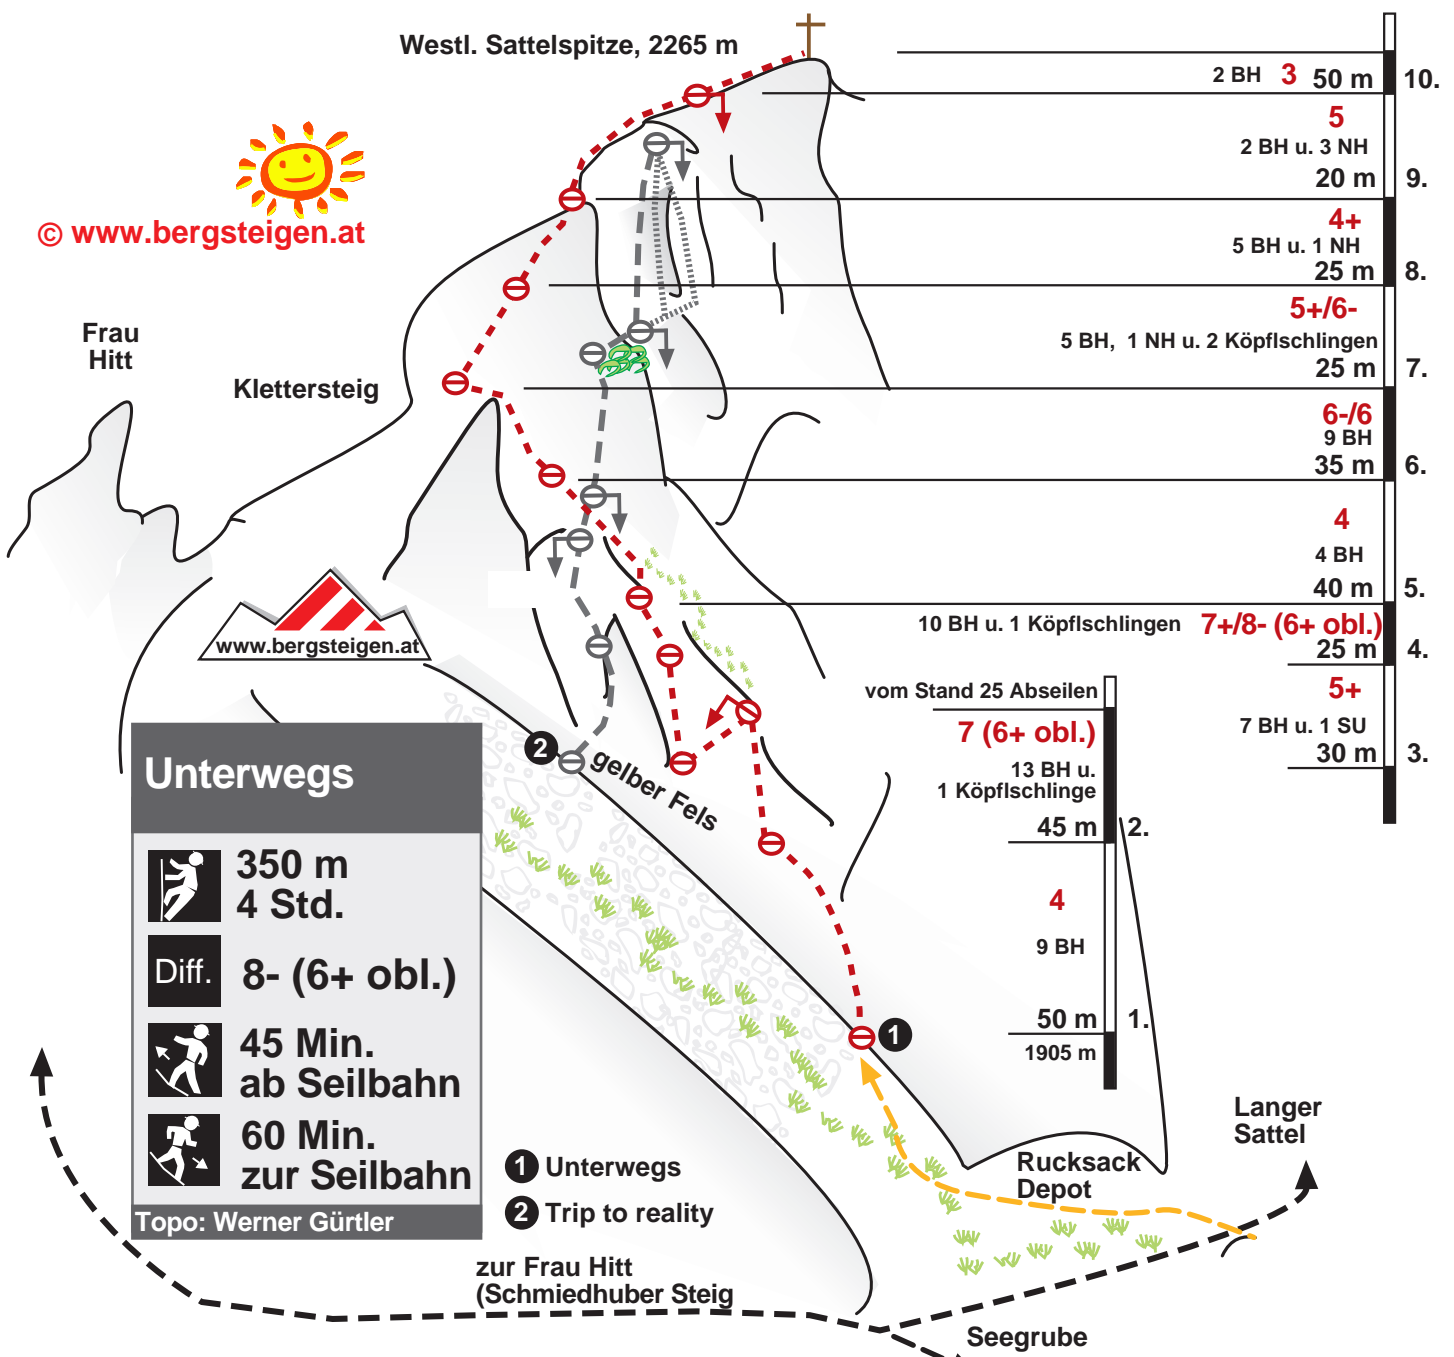 Westl. Sattelspitze, 2265 m
2 BH 3 50 m 10.
5
2 BH u. 3 NH
20 m 9.
© www.bergsteigen.at
4+
5 BH u. 1 NH
25 m 8.
5+/6-
5 BH, 1 NH u. 2 Köpflschlingen
25 m 7.
Frau
Hitt
Klettersteig
6-/6
9 BH
35 m 6.
4
4 BH
40 m 5.
10 BH u. 1 Köpflschlingen 7+/8- (6+ obl.)
25 m 4.
www.bergsteigen.at
5+
7 BH u. 1 SU
30 m 3.
vom Stand 25 Abseilen
7 (6+ obl.)
13 BH u.
1 Köpflschlinge
45 m 2.
4
9 BH
50 m 1.
1905 m
2
gelber Fels
1
Unterwegs
350 m
4 Std.
Diff. 8- (6+ obl.)
45 Min.
ab Seilbahn
60 Min.
zur Seilbahn
Topo: Werner Gürtler
1 Unterwegs
2 Trip to reality
Langer
Sattel
Rucksack
Depot
zur Frau Hitt
(Schmiedhuber Steig
Seegrube